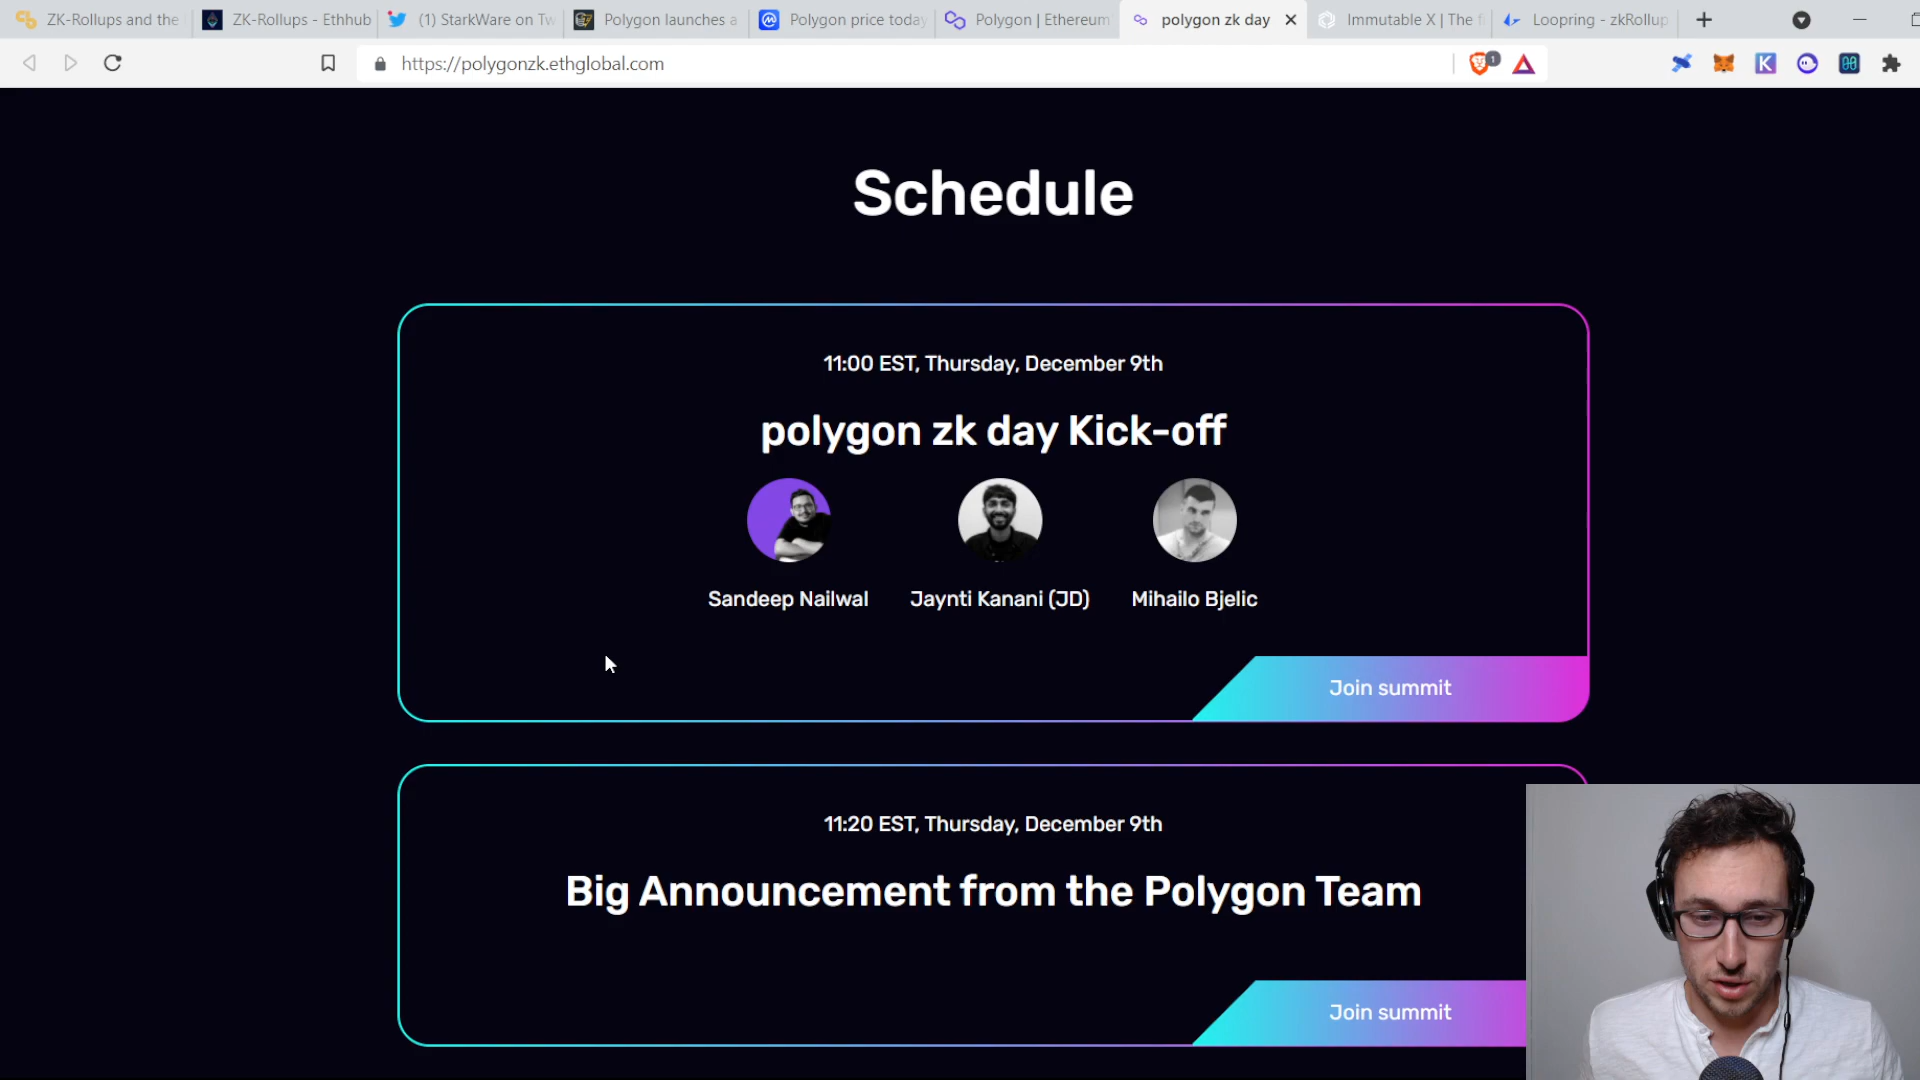 ZK-Rollups and the
ZK-Rollups - Ethhub
(1) StarkWare on Tw
Polygon launches a
Polygon price today
Polygon | Ethereum
polygon zk day
Immutable X | The fi
Loopring - zkRollup
https://polygonzk.ethglobal.com
1
Schedule
11:00 EST, Thursday, December 9th
polygon zk day Kick-off
Sandeep Nailwal
Jaynti Kanani (JD)
Mihailo Bjelic
Join summit
11:20 EST, Thursday, December 9th
Big Announcement from the Polygon Team
Join summit